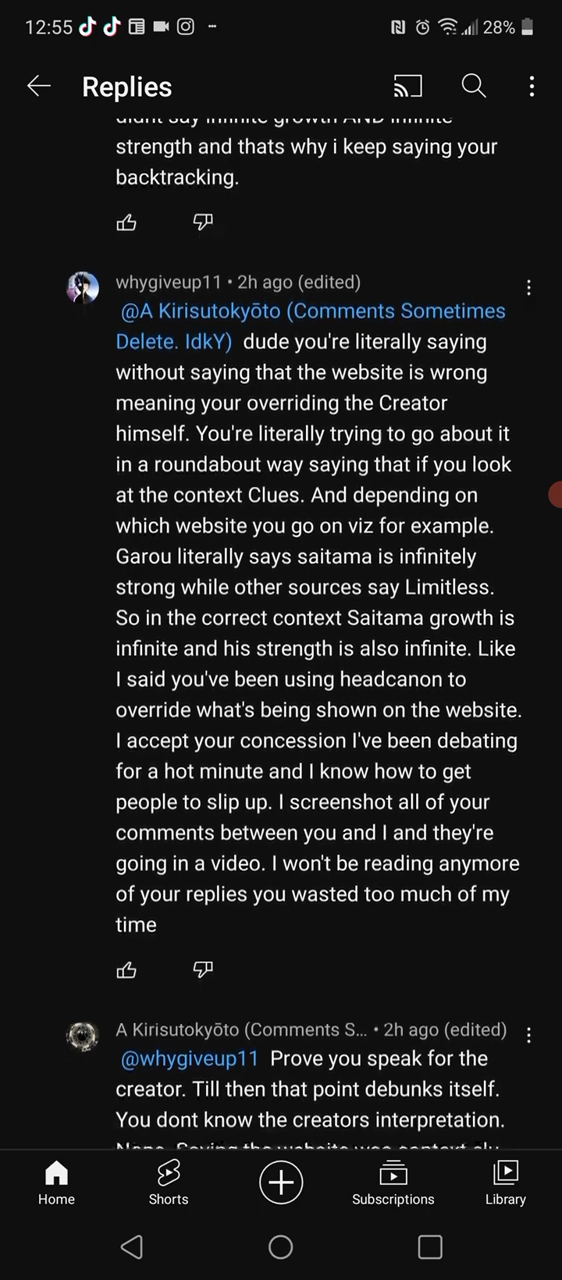 12:55
28%
Replies
didnt say infinite growth AND infinite
strength and thats why i keep saying your
backtracking.
whygiveup11 • 2h ago (edited)
@A Kirisutokyōto (Comments Sometimes
Delete. IdkY) dude you're literally saying
without saying that the website is wrong
meaning your overriding the Creator
himself. You're literally trying to go about it
in a roundabout way saying that if you look
at the context Clues. And depending on
which website you go on viz for example.
Garou literally says saitama is infinitely
strong while other sources say Limitless.
So in the correct context Saitama growth is
infinite and his strength is also infinite. Like
I said you've been using headcanon to
override what's being shown on the website.
I accept your concession I've been debating
for a hot minute and I know how to get
people to slip up. I screenshot all of your
comments between you and I and they're
going in a video. I won't be reading anymore
of your replies you wasted too much of my
time
A Kirisutokyōto (Comments S... • 2h ago (edited)
@whygiveup11 Prove you speak for the
creator. Till then that point debunks itself.
You dont know the creators interpretation.
Saying the website was context
Home
Shorts
Subscriptions
Library